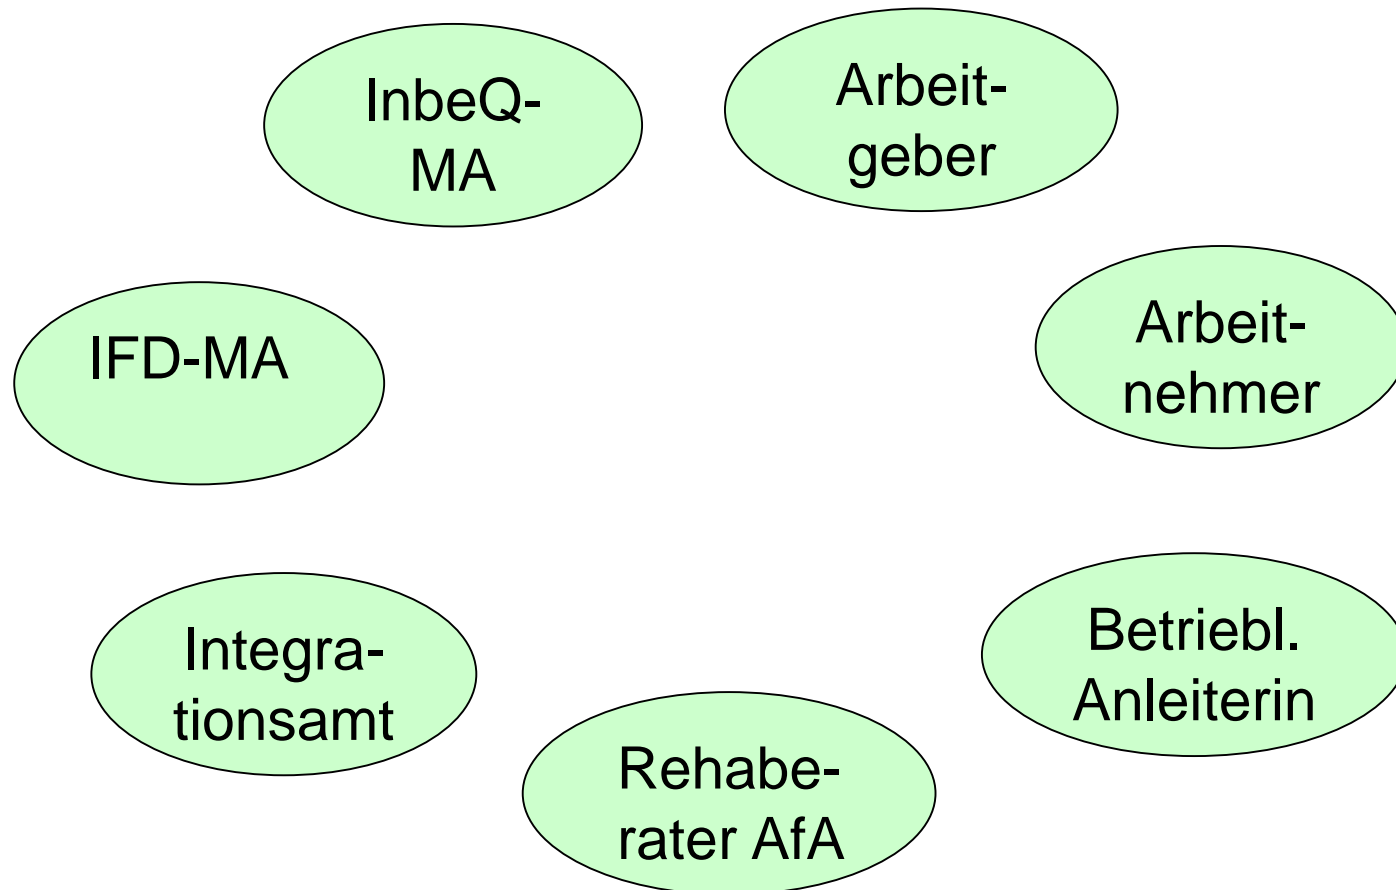 InbeQ-
MA
Arbeit-
geber
IFD-MA
Arbeit-
nehmer
Integra-
tionsamt
Betriebl.
Anleiterin
Rehabe-
rater AfA